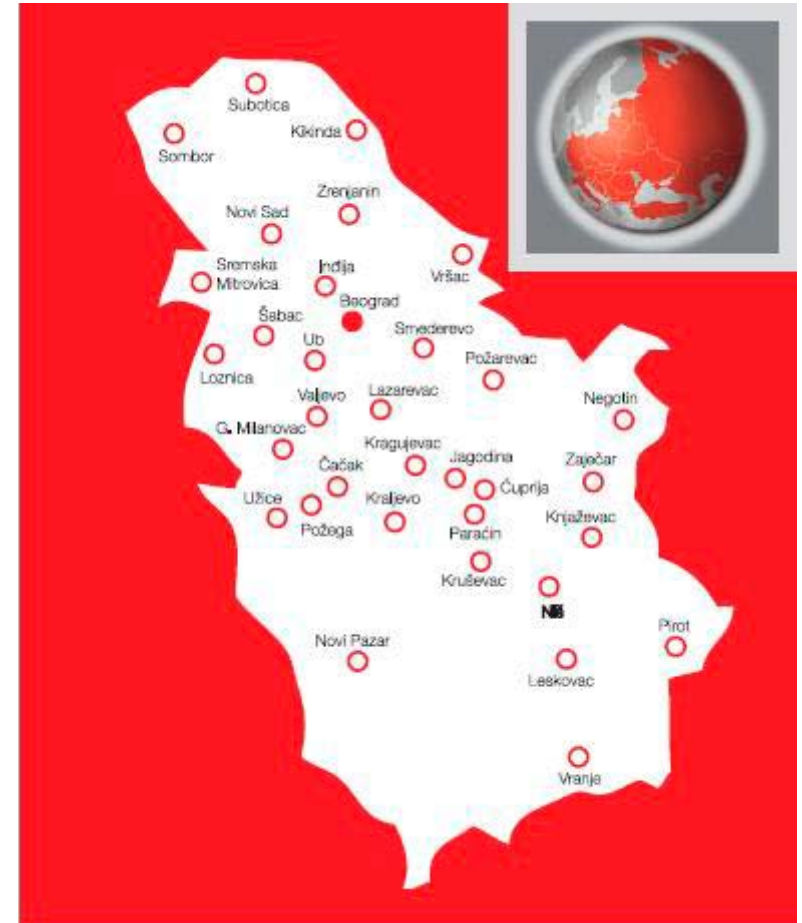 Subotica
Kikinda
Sombor
Zrenjanin
Novi Sad
Vršac
Sremska
Mitrovica
Inđija
Beograd
Šabac
Ub
Smederevo
Požarevac
Loznica
Valjevo
Lazarevac
Negotin
G. Milanovac
Kragujevac
Jagodina
Zaječar
Čačak
Ćuprija
Užice
Požega
Kraljevo
Paraćin
Knjaževac
Kruševac
Novi Pazar
Pirot
Leskovac
Vranje